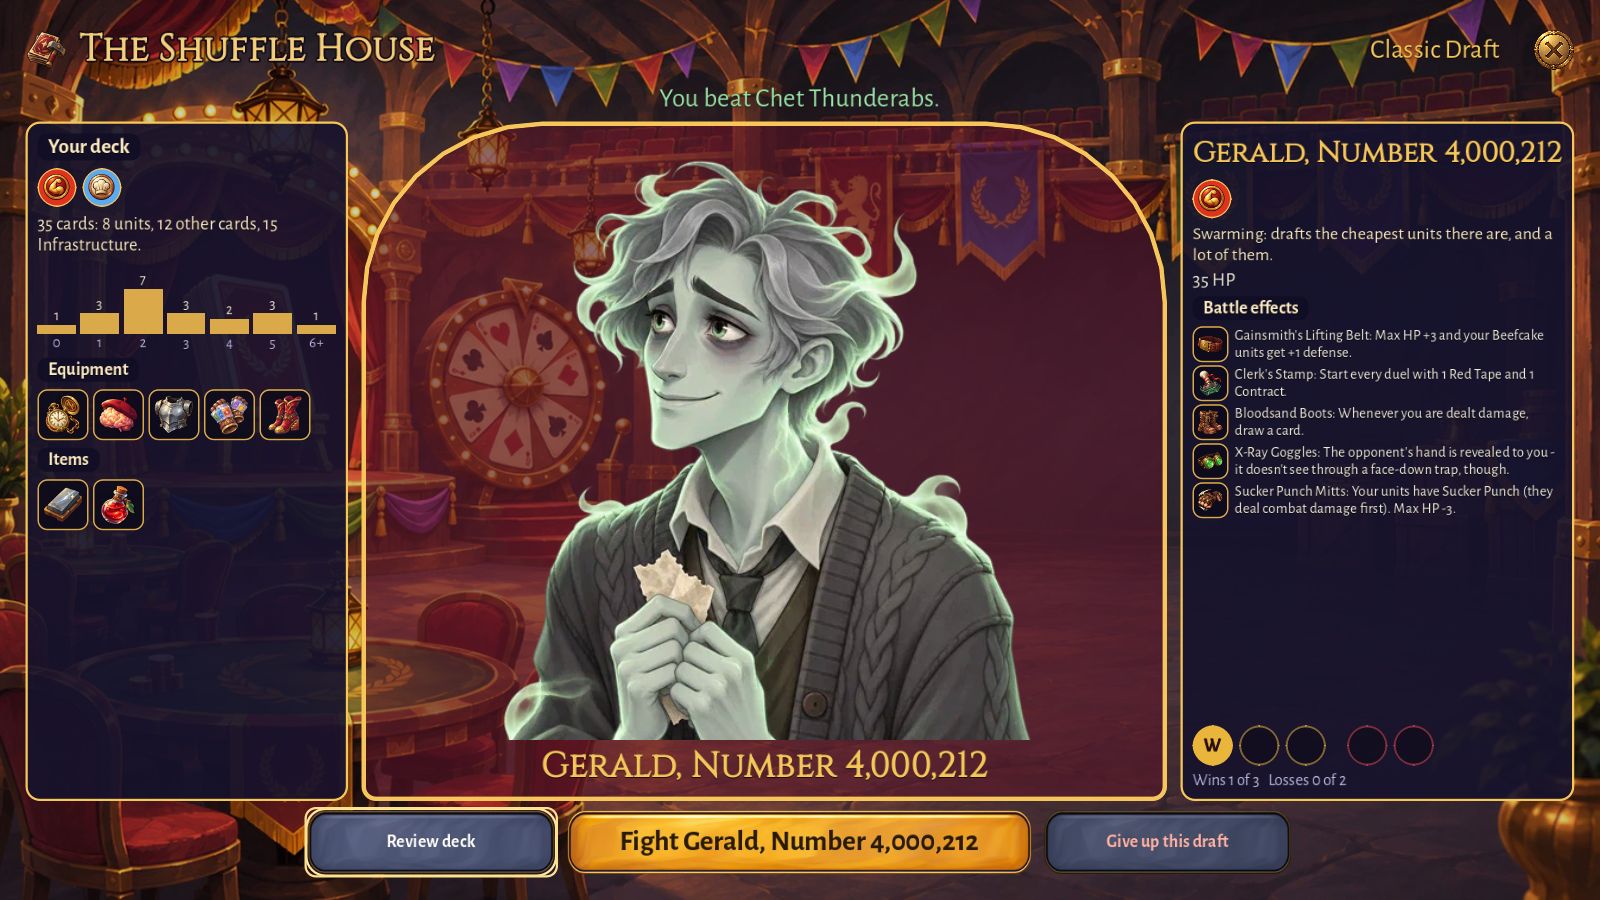 The Shuffle House
Classic Draft
You beat Chet Thunderabs.
Your deck
35 cards: 8 units, 12 other cards, 15
Infrastructure.
1 3 7 3 2 3 1
0 1 2 3 4 5 6+
Equipment
Items
Gerald, Number 4,000,212
Gerald, Number 4,000,212
Swarming: drafts the cheapest units there are, and a
lot of them.
35 HP
Battle effects
Gainsmith's Lifting Belt: Max HP +3 and your Beefcake
units get +1 defense.
Clerk's Stamp: Start every duel with 1 Red Tape and 1
Contract.
Bloodsand Boots: Whenever you are dealt damage,
draw a card.
X-Ray Goggles: The opponent's hand is revealed to you -
it doesn't see through a face-down trap, though.
Sucker Punch Mitts: Your units have Sucker Punch (they
deal combat damage first). Max HP -3.
W
Wins 1 of 3 Losses 0 of 2
Review deck
Fight Gerald, Number 4,000,212
Give up this draft